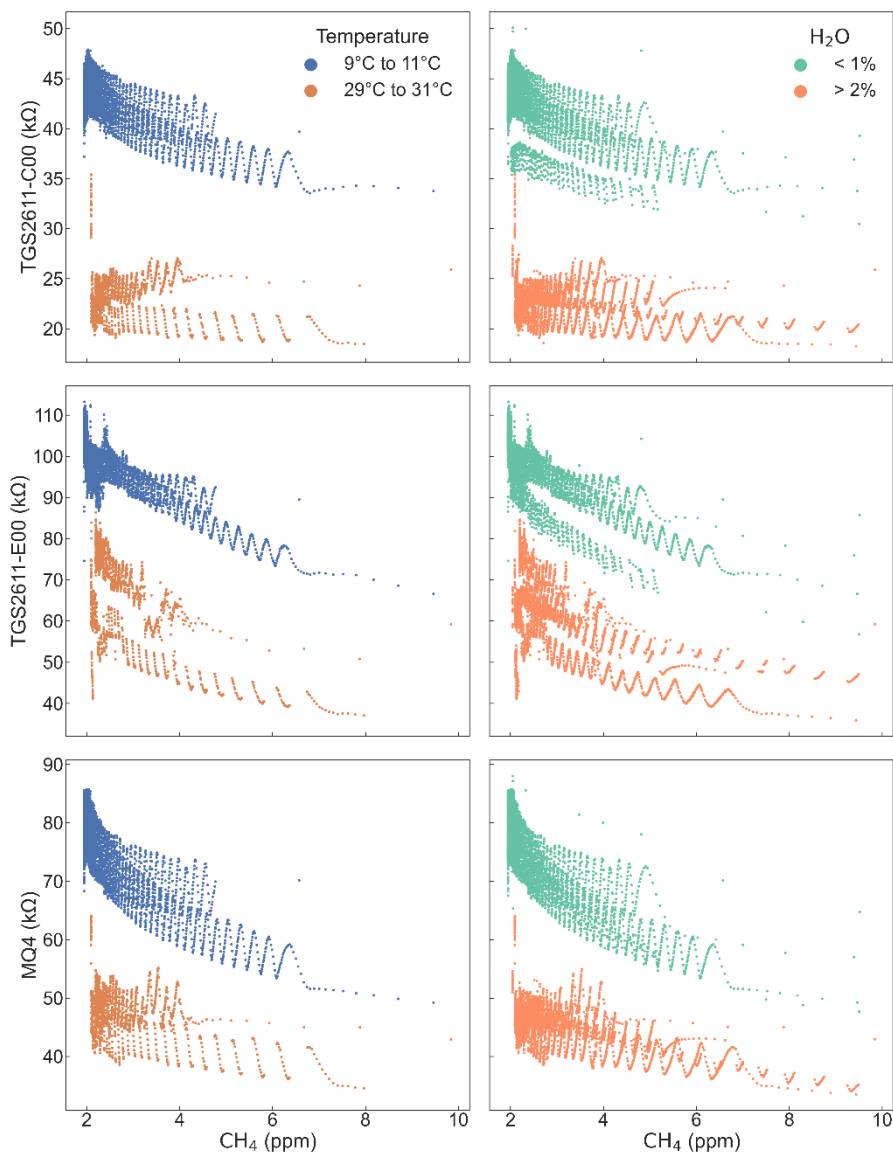 Temperature
9°C to 11°C
29°C to 31°C
H₂O
< 1%
> 2%
TGS2611-C00 (kΩ)
50
45
40
35
30
25
20
2 4 6 8 10
2 4 6 8 10
TGS2611-E00 (kΩ)
110
100
90
80
70
60
50
40
MQ4 (kΩ)
90
80
70
60
50
40
CH₄ (ppm)
CH₄ (ppm)